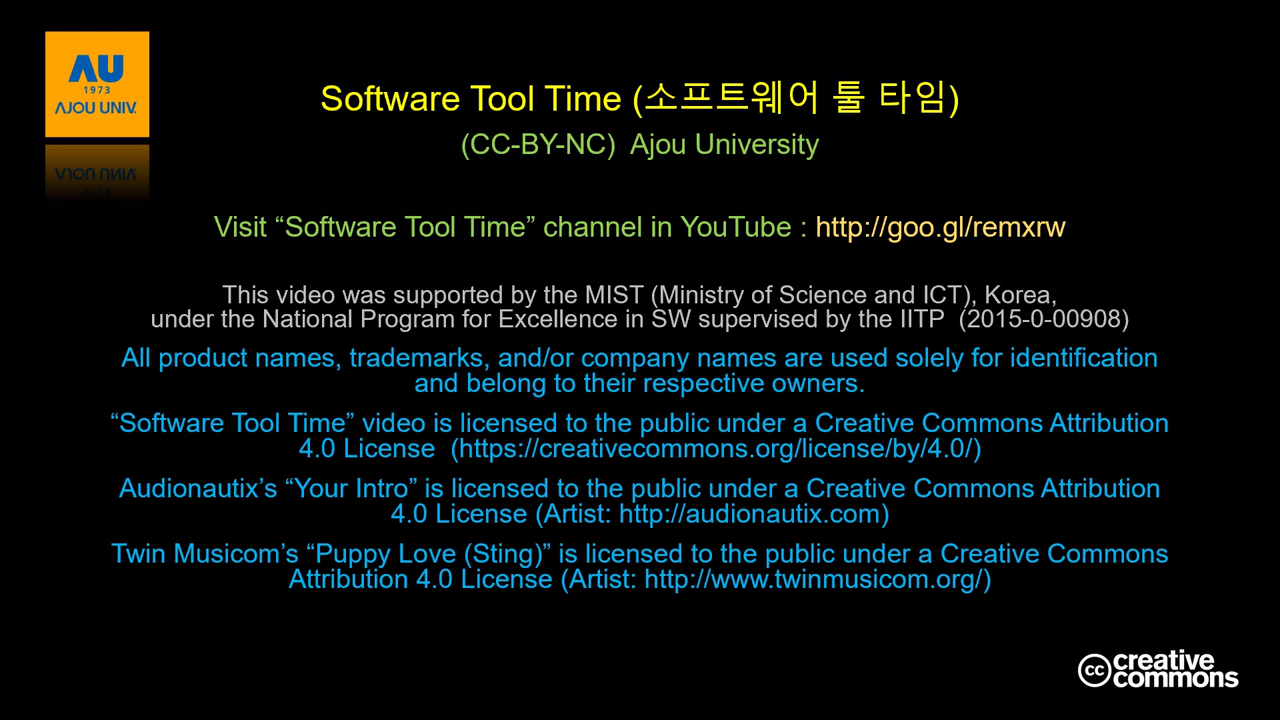 AU
1973
AJOU UNIV.
Software Tool Time (소프트웨어 툴 타임)
(CC-BY-NC)  Ajou University
Visit “Software Tool Time” channel in YouTube : http://goo.gl/remxrw
This video was supported by the MIST (Ministry of Science and ICT), Korea,
under the National Program for Excellence in SW supervised by the IITP  (2015-0-00908)
All product names, trademarks, and/or company names are used solely for identification
and belong to their respective owners.
“Software Tool Time” video is licensed to the public under a Creative Commons Attribution
4.0 License  (https://creativecommons.org/license/by/4.0/)
Audionautix’s “Your Intro” is licensed to the public under a Creative Commons Attribution
4.0 License (Artist: http://audionautix.com)
Twin Musicom’s “Puppy Love (Sting)” is licensed to the public under a Creative Commons
Attribution 4.0 License (Artist: http://www.twinmusicom.org/)
cc creative
commons